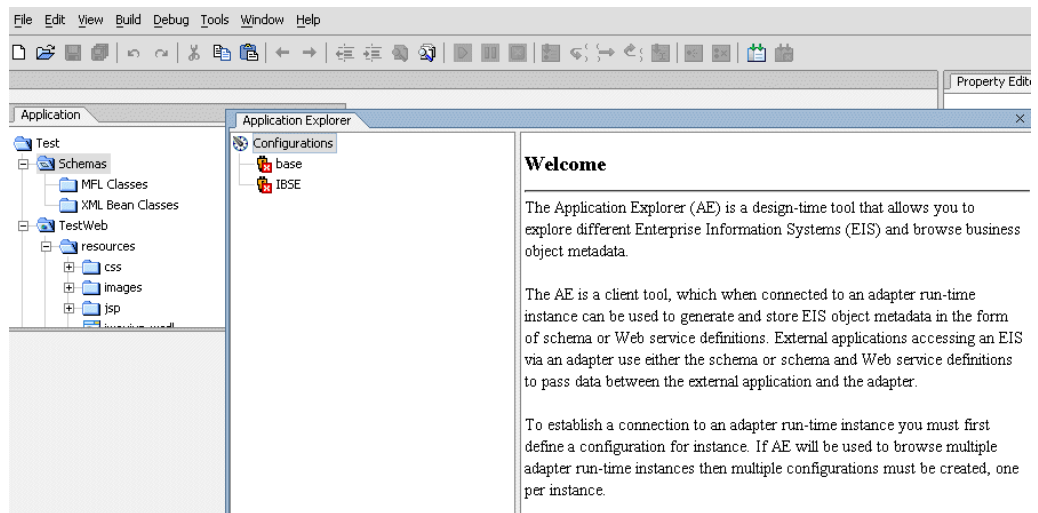 File Edit View Build Debug Tools Window Help
Property Edit
Application
Test
Schemas
MFL Classes
XML Bean Classes
TestWeb
resources
css
images
jsp
Application Explorer
Configurations
base
IBSE
Welcome
The Application Explorer (AE) is a design-time tool that allows you to
explore different Enterprise Information Systems (EIS) and browse business
object metadata.
The AE is a client tool, which when connected to an adapter run-time
instance can be used to generate and store EIS object metadata in the form
of schema or Web service definitions. External applications accessing an EIS
via an adapter use either the schema or schema and Web service definitions
to pass data between the external application and the adapter.
To establish a connection to an adapter run-time instance you must first
define a configuration for instance. If AE will be used to browse multiple
adapter run-time instances then multiple configurations must be created, one
per instance.